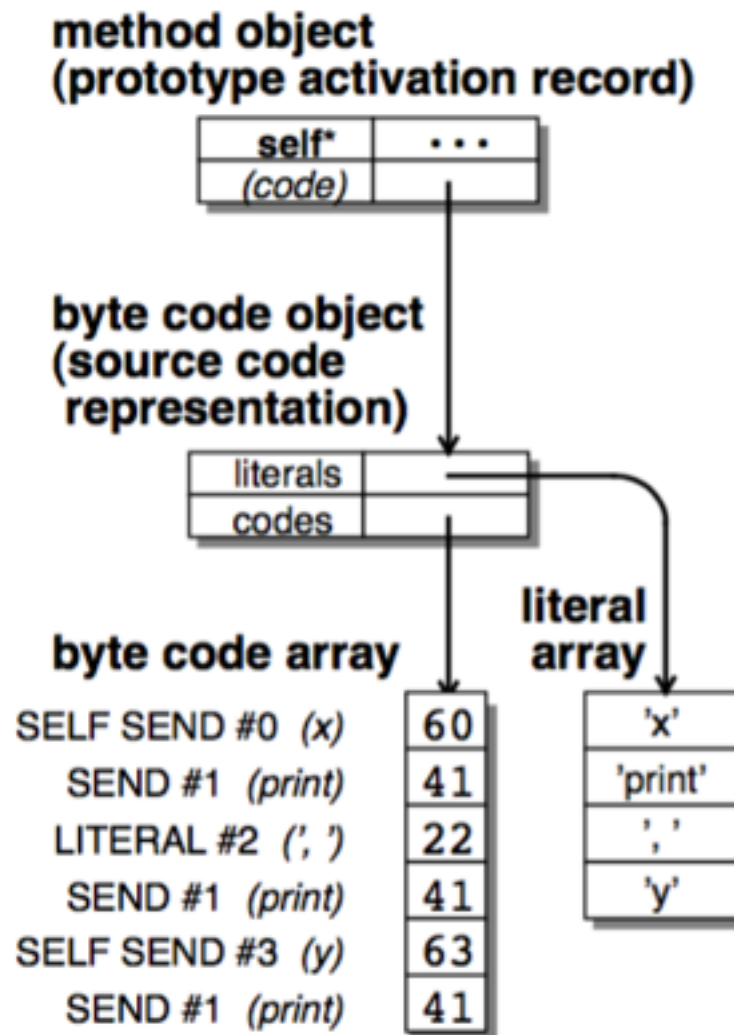 method object
(prototype activation record)
self* ...
(code)
byte code object
(source code
representation)
literals
codes
byte code array
literal
array
SELF SEND #0 (x) 60
SEND #1 (print) 41
LITERAL #2 (', ') 22
SEND #1 (print) 41
SELF SEND #3 (y) 63
SEND #1 (print) 41
'x'
'print'
', '
'y'